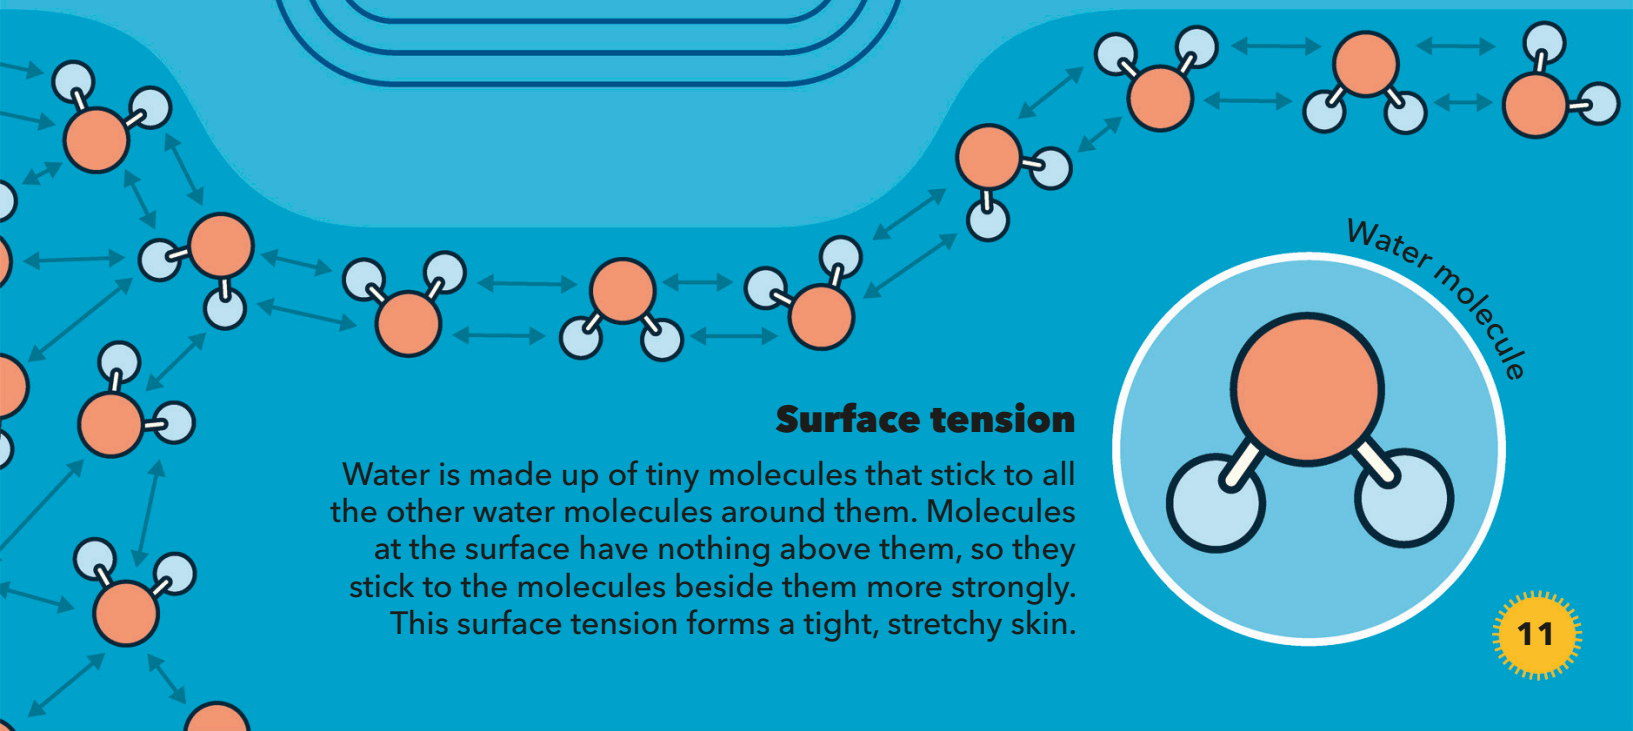 Water molecule
Surface tension
Water is made up of tiny molecules that stick to all
the other water molecules around them. Molecules
at the surface have nothing above them, so they
stick to the molecules beside them more strongly.
This surface tension forms a tight, stretchy skin.
11